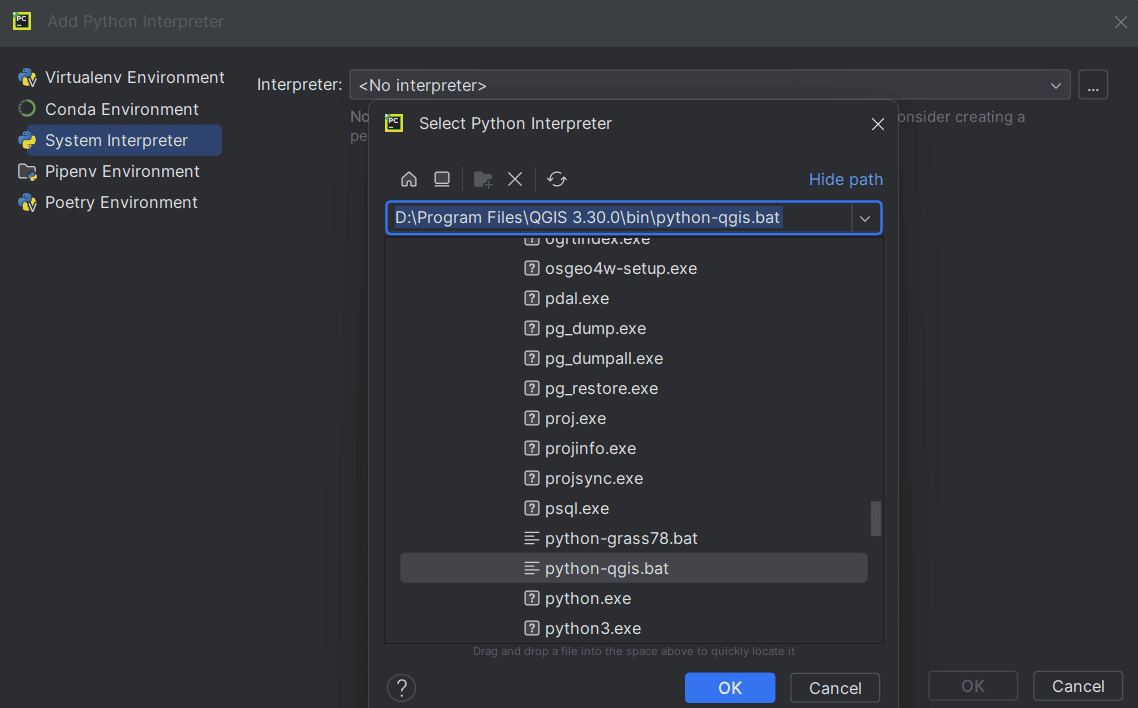 Add Python Interpreter
Virtualenv Environment
Conda Environment
System Interpreter
Pipenv Environment
Poetry Environment
Interpreter: <No interpreter> ...
No
onsider creating a
pe
Select Python Interpreter
Hide path
D:\Program Files\QGIS 3.30.0\bin\python-qgis.bat
ogrtindex.exe
osgeo4w-setup.exe
pdal.exe
pg_dump.exe
pg_dumpall.exe
pg_restore.exe
proj.exe
projinfo.exe
projsync.exe
psql.exe
python-grass78.bat
python-qgis.bat
python.exe
python3.exe
Drag and drop a file into the space above to quickly locate it
? OK Cancel
OK Cancel